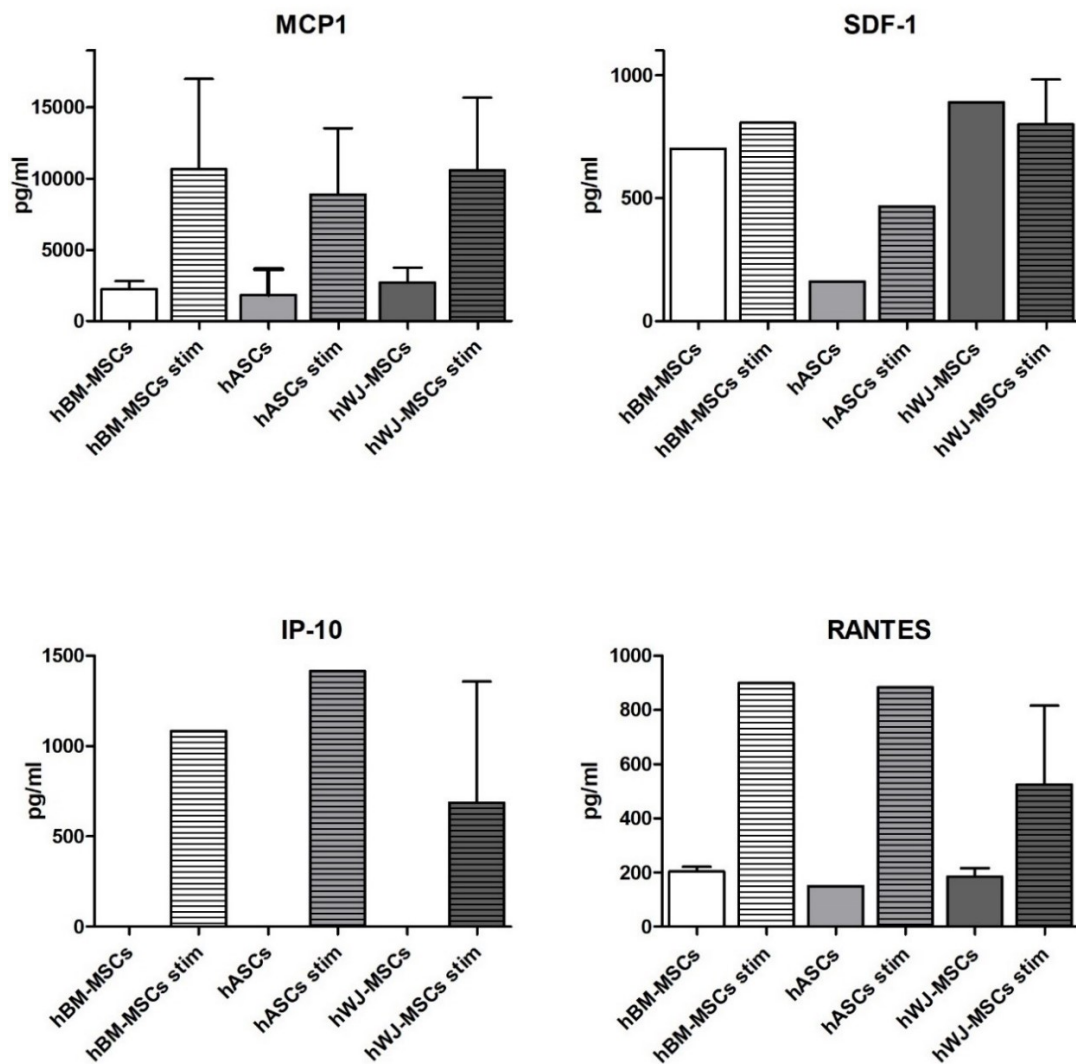 MCP1
pg/ml
15000
10000
5000
0
hBM-MSCs
hBM-MSCs stim
hASCs
hASCs stim
hWJ-MSCs
hWJ-MSCs stim
SDF-1
pg/ml
1000
500
0
hBM-MSCs
hBM-MSCs stim
hASCs
hASCs stim
hWJ-MSCs
hWJ-MSCs stim
IP-10
pg/ml
1500
1000
500
0
hBM-MSCs
hBM-MSCs stim
hASCs
hASCs stim
hWJ-MSCs
hWJ-MSCs stim
RANTES
pg/ml
1000
800
600
400
200
0
hBM-MSCs
hBM-MSCs stim
hASCs
hASCs stim
hWJ-MSCs
hWJ-MSCs stim